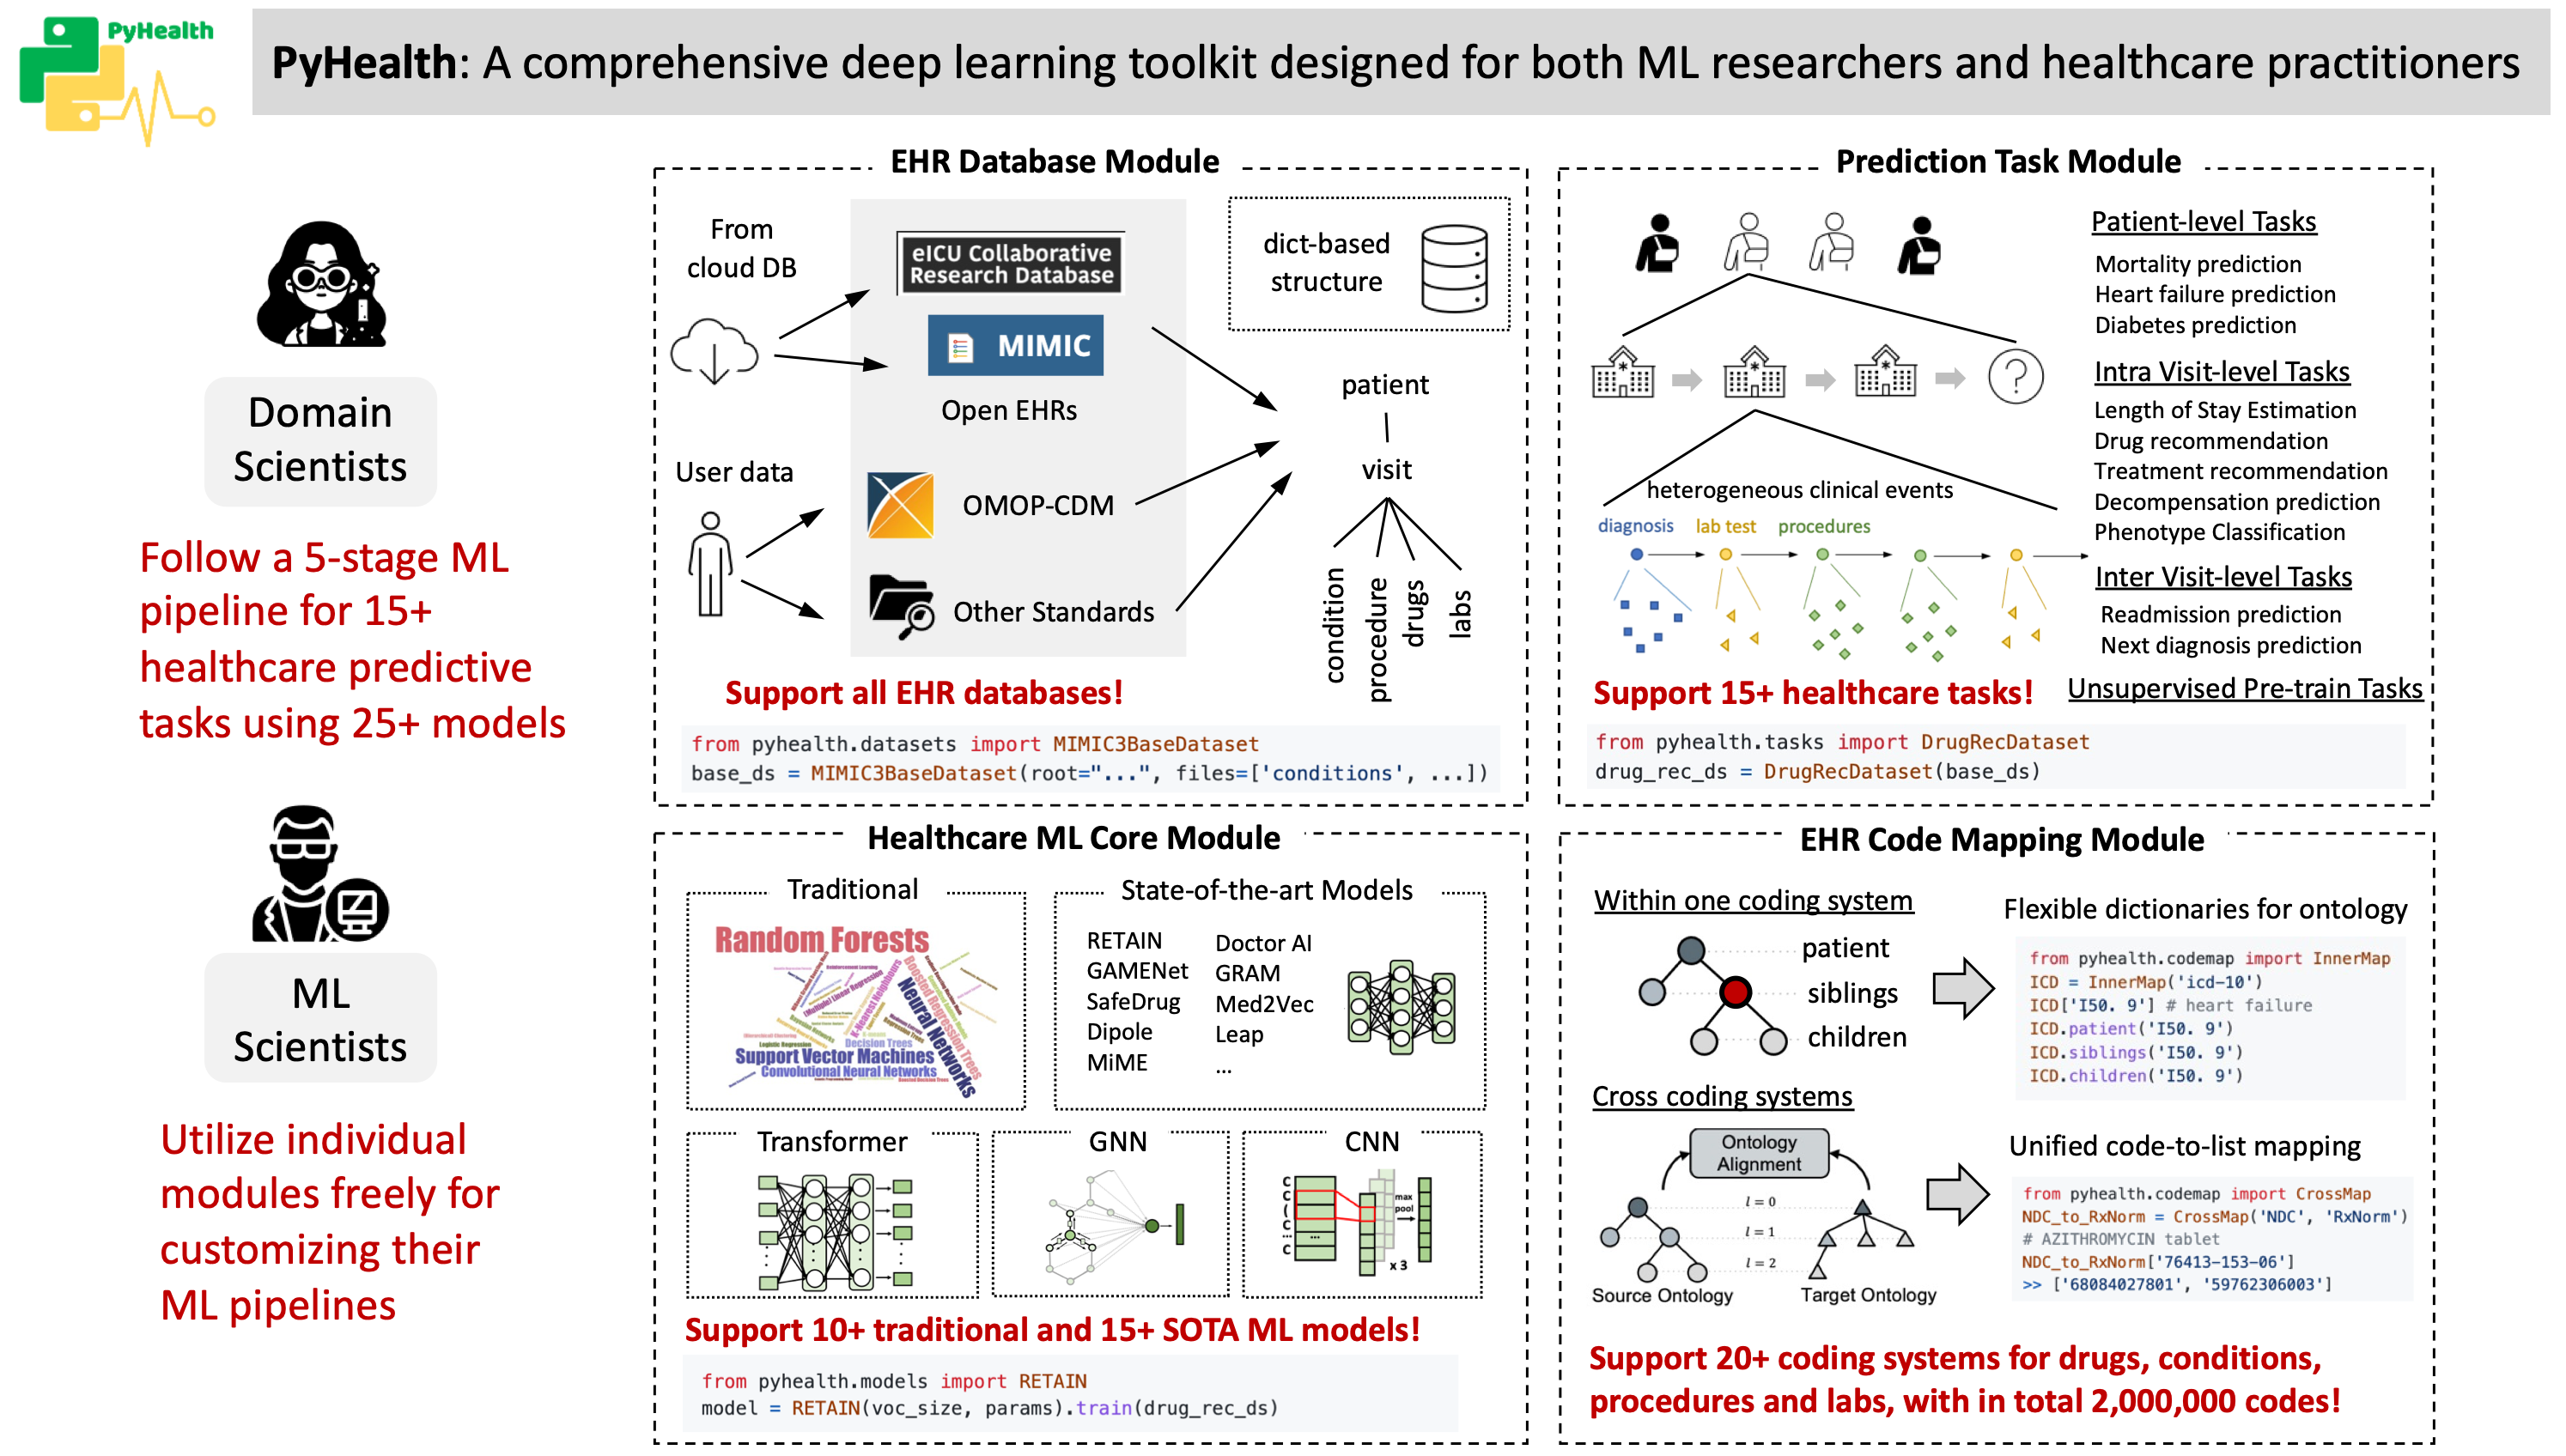 PyHealth
PyHealth: A comprehensive deep learning toolkit designed for both ML researchers and healthcare practitioners
Domain
Scientists
Follow a 5-stage ML
pipeline for 15+
healthcare predictive
tasks using 25+ models
ML
Scientists
Utilize individual
modules freely for
customizing their
ML pipelines
EHR Database Module
From
cloud DB
eICU Collaborative
Research Database
MIMIC
Open EHRs
User data
OMOP-CDM
Other Standards
dict-based
structure
patient
visit
condition
procedure
drugs
labs
Support all EHR databases!
from pyhealth.datasets import MIMIC3BaseDataset
base_ds = MIMIC3BaseDataset(root="...", files=['conditions', ...])
Prediction Task Module
heterogeneous clinical events
diagnosis
lab test
procedures
Patient-level Tasks
Mortality prediction
Heart failure prediction
Diabetes prediction
Intra Visit-level Tasks
Length of Stay Estimation
Drug recommendation
Treatment recommendation
Decompensation prediction
Phenotype Classification
Inter Visit-level Tasks
Readmission prediction
Next diagnosis prediction
Unsupervised Pre-train Tasks
Support 15+ healthcare tasks!
from pyhealth.tasks import DrugRecDataset
drug_rec_ds = DrugRecDataset(base_ds)
Healthcare ML Core Module
Traditional
Random Forests
Boosted Regression Trees
Neural Networks
K-Nearest Neighbours
(Multiple) Linear Regression
Decision Trees
Logistic Regression
Support Vector Machines
Convolutional Neural Networks
State-of-the-art Models
RETAIN
GAMENet
SafeDrug
Dipole
MiME
Doctor AI
GRAM
Med2Vec
Leap
...
Transformer
GNN
CNN
C
C
(
C
...
C
...
max
pool
x 3
Support 10+ traditional and 15+ SOTA ML models!
from pyhealth.models import RETAIN
model = RETAIN(voc_size, params).train(drug_rec_ds)
EHR Code Mapping Module
Within one coding system
patient
siblings
children
Flexible dictionaries for ontology
from pyhealth.codemap import InnerMap
ICD = InnerMap('icd-10')
ICD['I50. 9'] # heart failure
ICD.patient('I50. 9')
ICD.siblings('I50. 9')
ICD.children('I50. 9')
Cross coding systems
Ontology
Alignment
l = 0
l = 1
l = 2
Source Ontology
Target Ontology
Unified code-to-list mapping
from pyhealth.codemap import CrossMap
NDC_to_RxNorm = CrossMap('NDC', 'RxNorm')
# AZITHROMYCIN tablet
NDC_to_RxNorm['76413-153-06']
>> ['68084027801', '59762306003']
Support 20+ coding systems for drugs, conditions,
procedures and labs, with in total 2,000,000 codes!